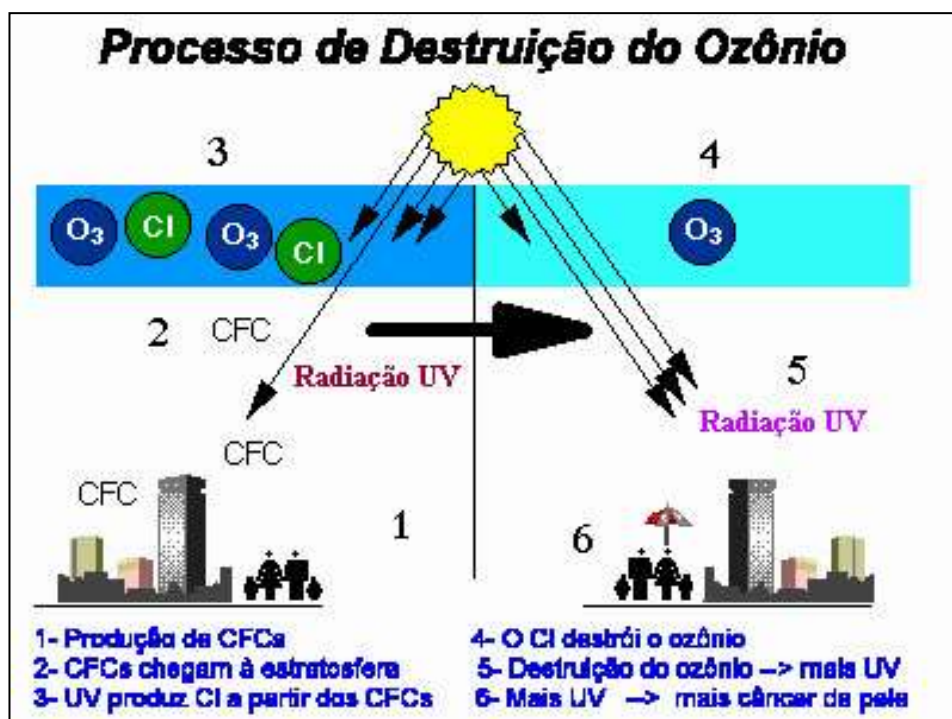 Processo de Destruição do Ozônio
3
4
O3
Cl
O3
Cl
O3
2
CFC
Radiação UV
5
Radiação UV
CFC
CFC
1
6
1- Produção de CFCs
2- CFCs chegam à estratosfera
3- UV produz Cl a partir dos CFCs
4- O Cl destrói o ozônio
5- Destruição do ozônio --> mais UV
6- Mais UV --> mais câncer de pele